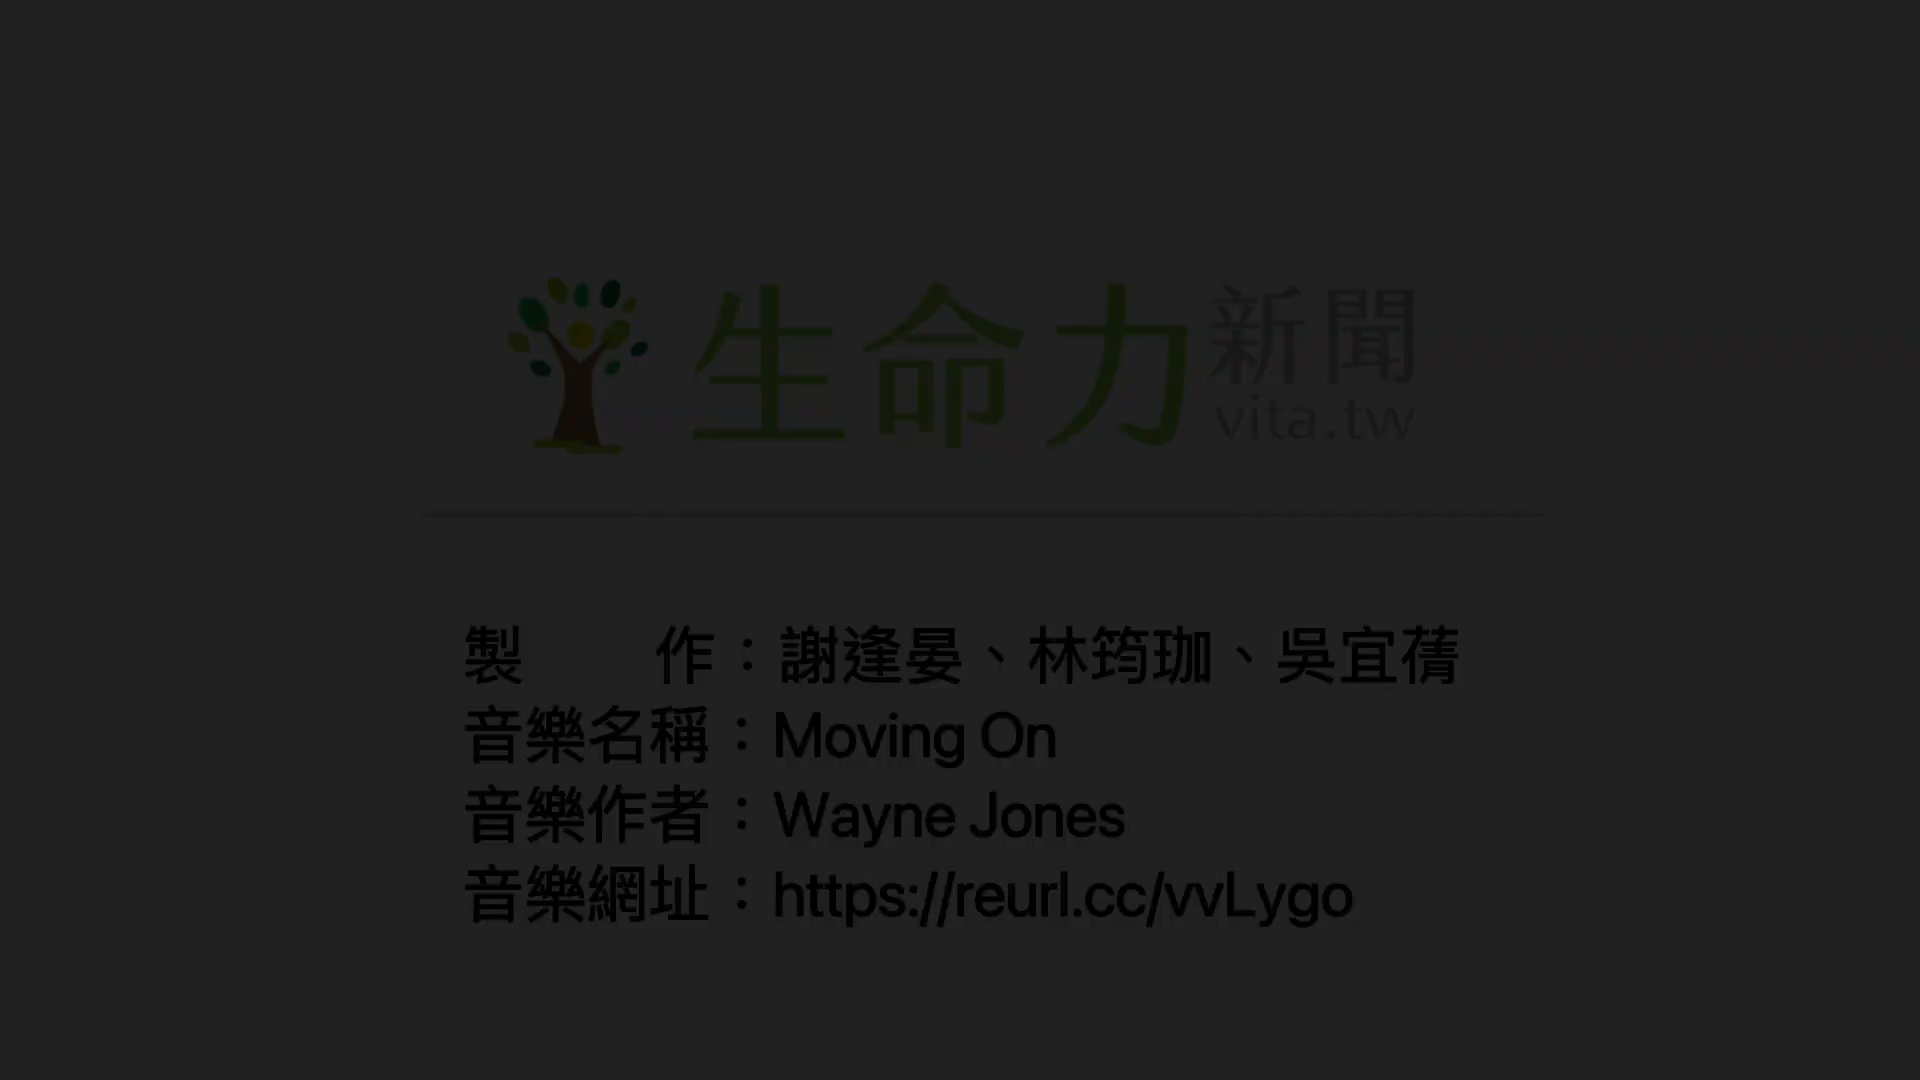 生命力新聞
vita.tw
製　　作：謝逢晏、林筠珈、吳宜蒨
音樂名稱：Moving On
音樂作者：Wayne Jones
音樂網址：https://reurl.cc/vvLygo